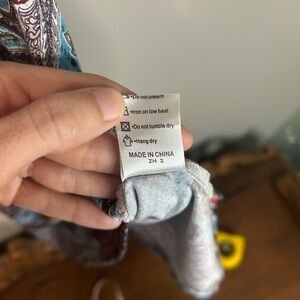 •Do not bleach
•Iron on low heat
•Do not tumble dry
•Hang dry
MADE IN CHINA
ZH 2